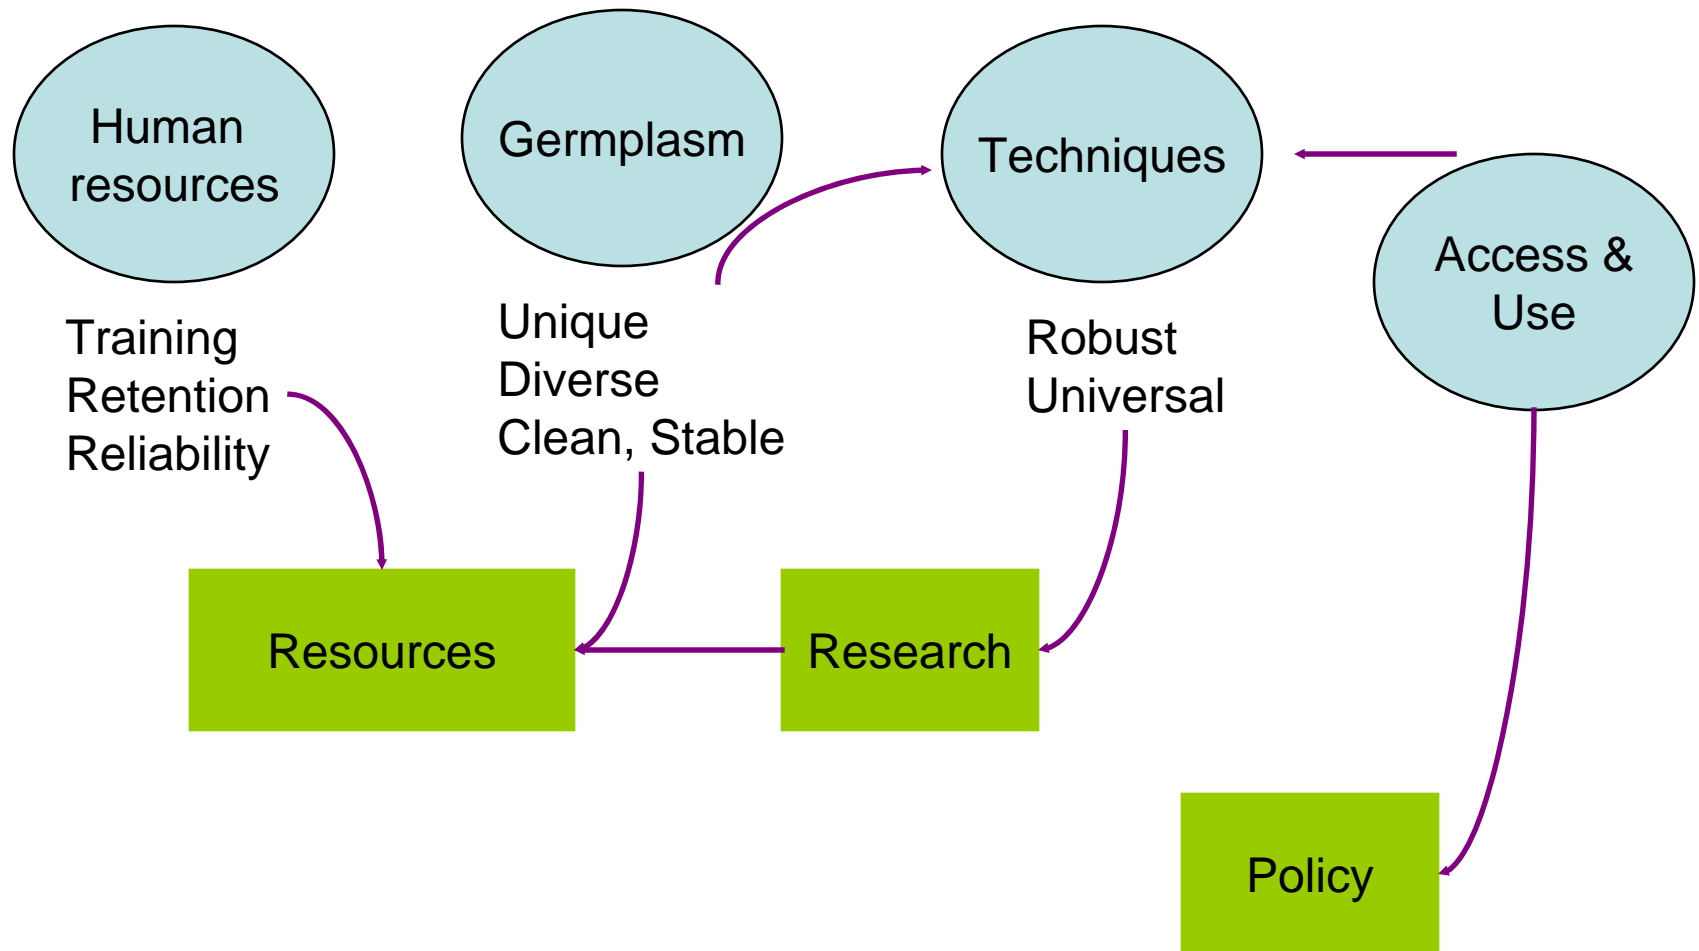 Human
resources
Germplasm
Techniques
Access &
Use
Training
Retention
Reliability
Unique
Diverse
Clean, Stable
Robust
Universal
Resources
Research
Policy